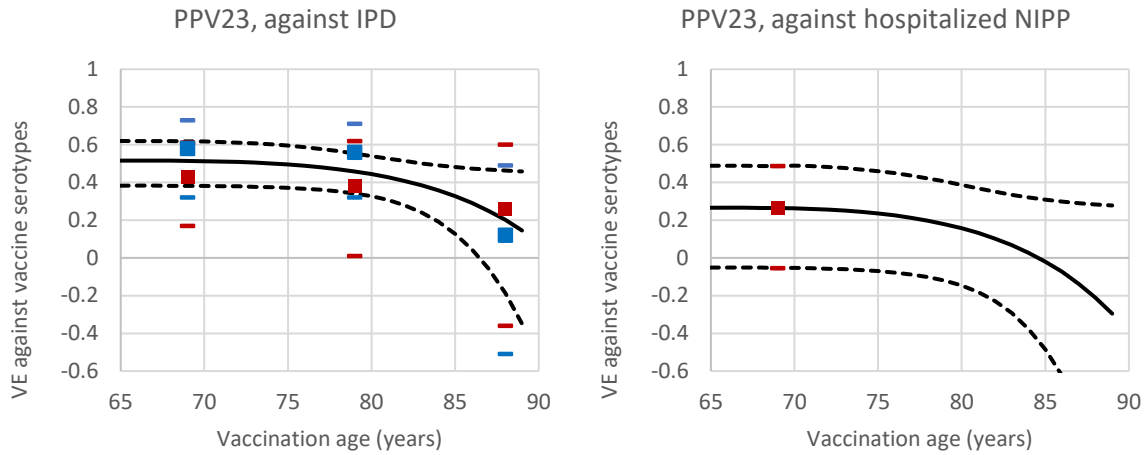 PPV23, against IPD
VE against vaccine serotypes
1
0.8
0.6
0.4
0.2
0
-0.2
-0.4
-0.6
65 70 75 80 85 90
Vaccination age (years)
PPV23, against hospitalized NIPP
VE against vaccine serotypes
1
0.8
0.6
0.4
0.2
0
-0.2
-0.4
-0.6
65 70 75 80 85 90
Vaccination age (years)